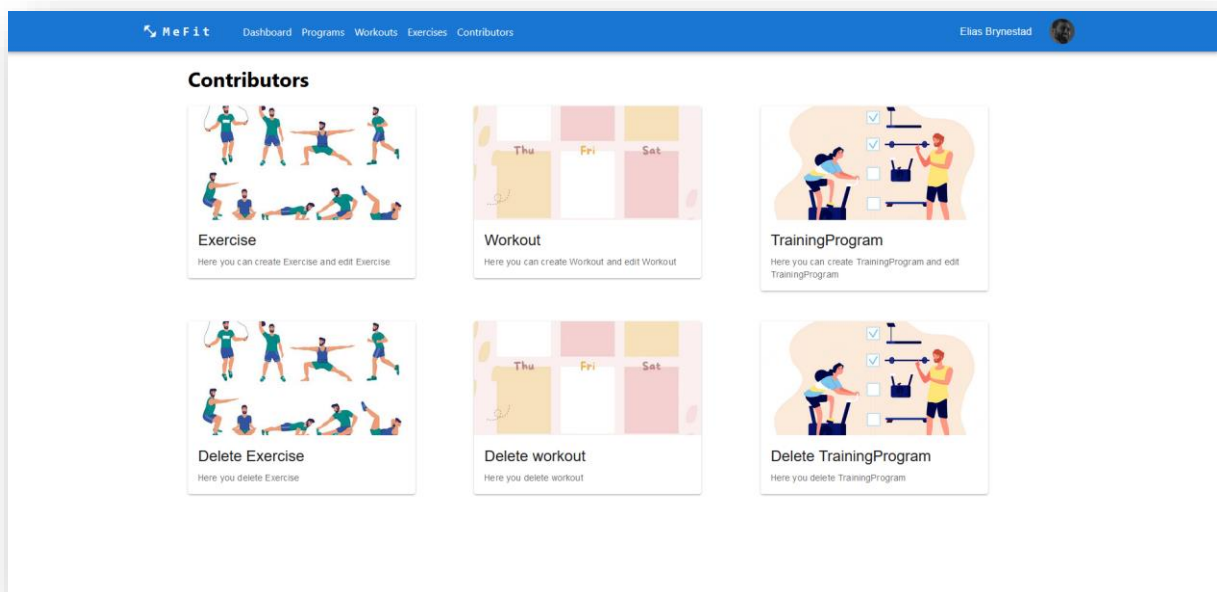 MeFit Dashboard Programs Workouts Exercises Contributors Elias Brynestad
Contributors
Thu Fri Sat
Exercise Workout TrainingProgram
Here you can create Exercise and edit Exercise Here you can create Workout and edit Workout Here you can create TrainingProgram and edit
TrainingProgram
Thu Fri Sat
Delete Exercise Delete workout Delete TrainingProgram
Here you delete Exercise Here you delete workout Here you delete TrainingProgram